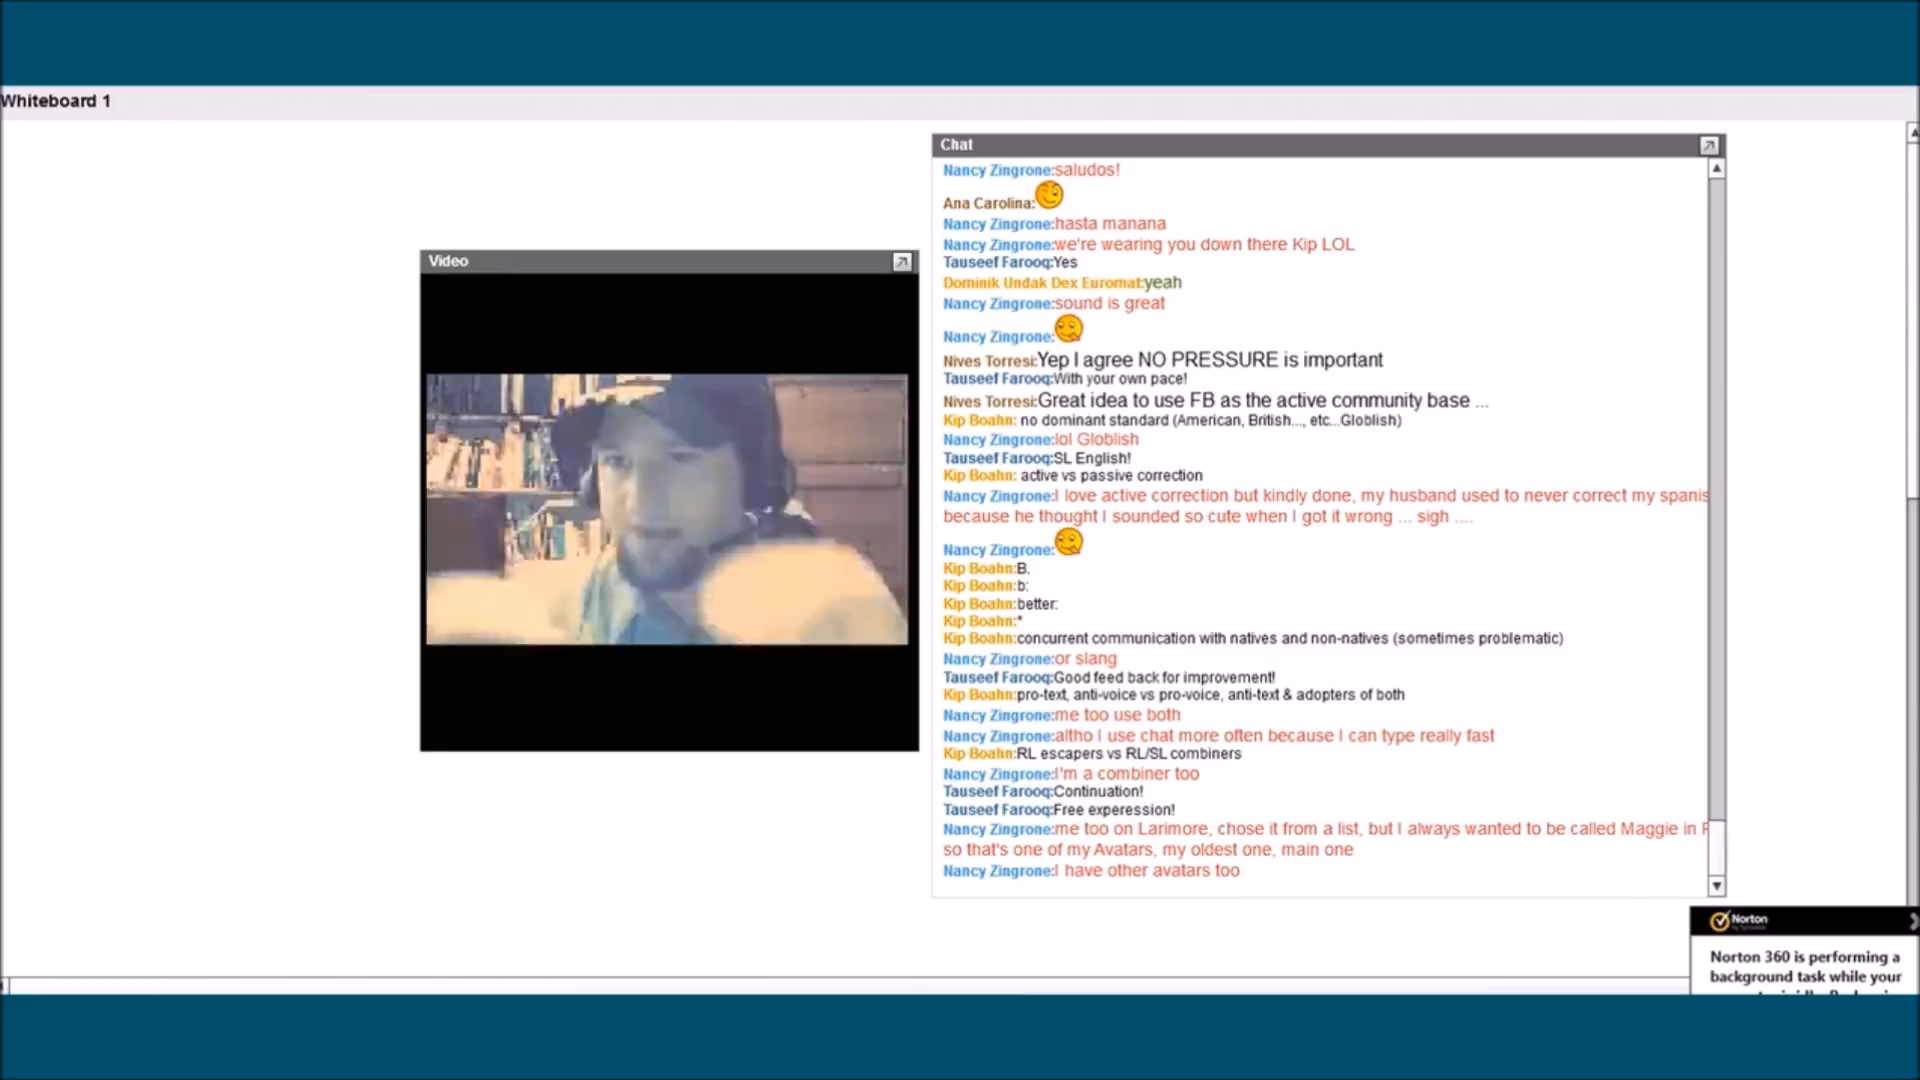 Whiteboard 1
Video
Chat
Nancy Zingrone:saludos!
Ana Carolina:
Nancy Zingrone:hasta manana
Nancy Zingrone:we're wearing you down there Kip LOL
Tauseef Farooq:Yes
Dominik Undak Dex Euromat:yeah
Nancy Zingrone:sound is great
Nancy Zingrone:
Nives Torresi:Yep I agree NO PRESSURE is important
Tauseef Farooq:With your own pace!
Nives Torresi:Great idea to use FB as the active community base ...
Kip Boahn: no dominant standard (American, British..., etc...Globlish)
Nancy Zingrone:lol Globlish
Tauseef Farooq:SL English!
Kip Boahn: active vs passive correction
Nancy Zingrone:I love active correction but kindly done, my husband used to never correct my spanis
because he thought I sounded so cute when I got it wrong ... sigh ....
Nancy Zingrone:
Kip Boahn:B.
Kip Boahn:b:
Kip Boahn:better:
Kip Boahn:*
Kip Boahn:concurrent communication with natives and non-natives (sometimes problematic)
Nancy Zingrone:or slang
Tauseef Farooq:Good feed back for improvement!
Kip Boahn:pro-text, anti-voice vs pro-voice, anti-text & adopters of both
Nancy Zingrone:me too use both
Nancy Zingrone:altho I use chat more often because I can type really fast
Kip Boahn:RL escapers vs RL/SL combiners
Nancy Zingrone:I'm a combiner too
Tauseef Farooq:Continuation!
Tauseef Farooq:Free experession!
Nancy Zingrone:me too on Larimore, chose it from a list, but I always wanted to be called Maggie in
so that's one of my Avatars, my oldest one, main one
Nancy Zingrone:I have other avatars too
Norton
Norton 360 is performing a
background task while your